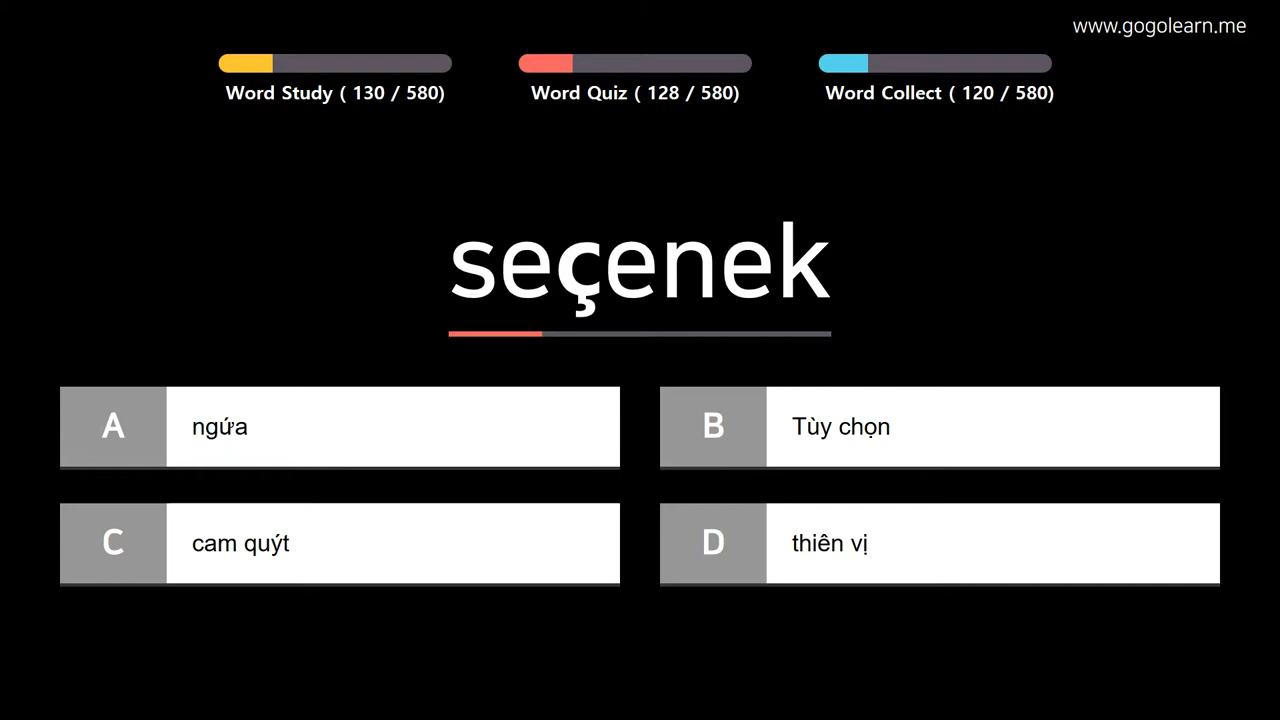 www.gogolearn.me
Word Study ( 130 / 580)
Word Quiz ( 128 / 580)
Word Collect ( 120 / 580)
seçenek
A ngứa
B Tùy chọn
C cam quýt
D thiên vị